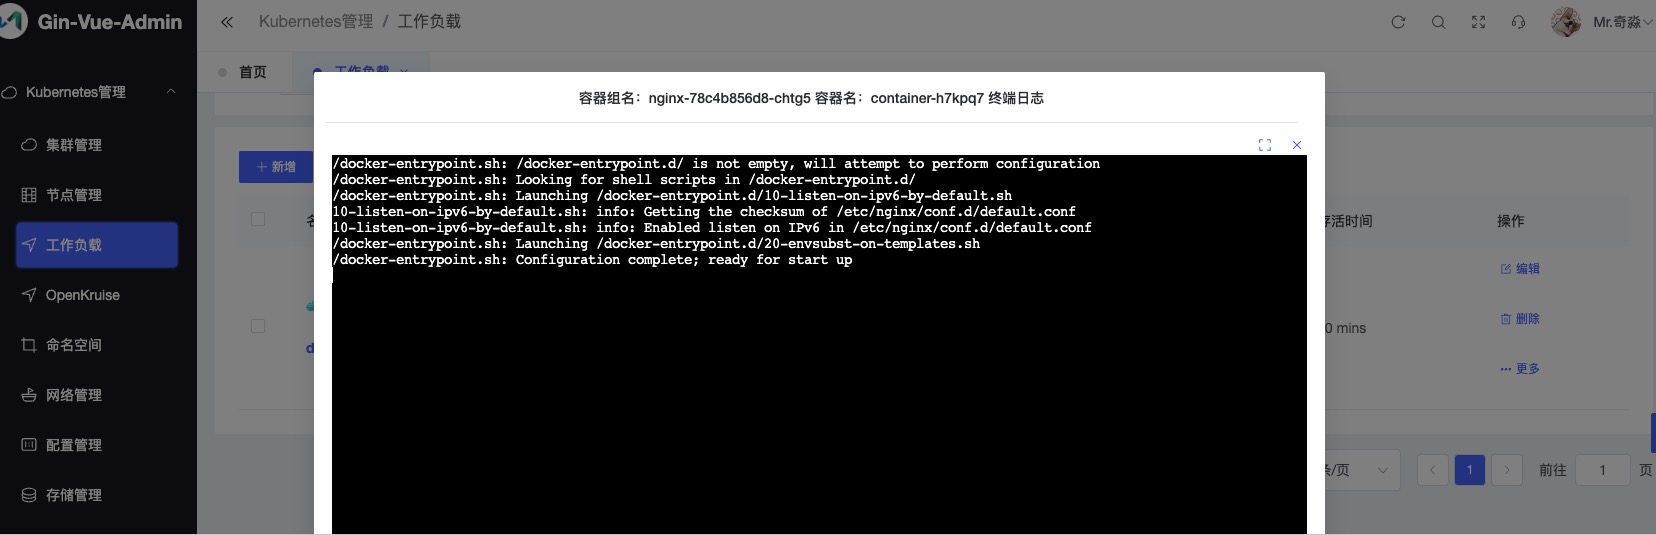 Gin-Vue-Admin
Kubernetes管理 / 工作负载
Mr.奇淼
首页
工作负载
Kubernetes管理
集群管理
节点管理
工作负载
OpenKruise
命名空间
网络管理
配置管理
存储管理
容器组名：nginx-78c4b856d8-chtg5 容器名：container-h7kpq7 终端日志
+ 新增
/docker-entrypoint.sh: /docker-entrypoint.d/ is not empty, will attempt to perform configuration
/docker-entrypoint.sh: Looking for shell scripts in /docker-entrypoint.d/
/docker-entrypoint.sh: Launching /docker-entrypoint.d/10-listen-on-ipv6-by-default.sh
10-listen-on-ipv6-by-default.sh: info: Getting the checksum of /etc/nginx/conf.d/default.conf
10-listen-on-ipv6-by-default.sh: info: Enabled listen on IPv6 in /etc/nginx/conf.d/default.conf
/docker-entrypoint.sh: Launching /docker-entrypoint.d/20-envsubst-on-templates.sh
/docker-entrypoint.sh: Configuration complete; ready for start up
存活时间
操作
编辑
0 mins
删除
更多
条/页
1
前往 1 页